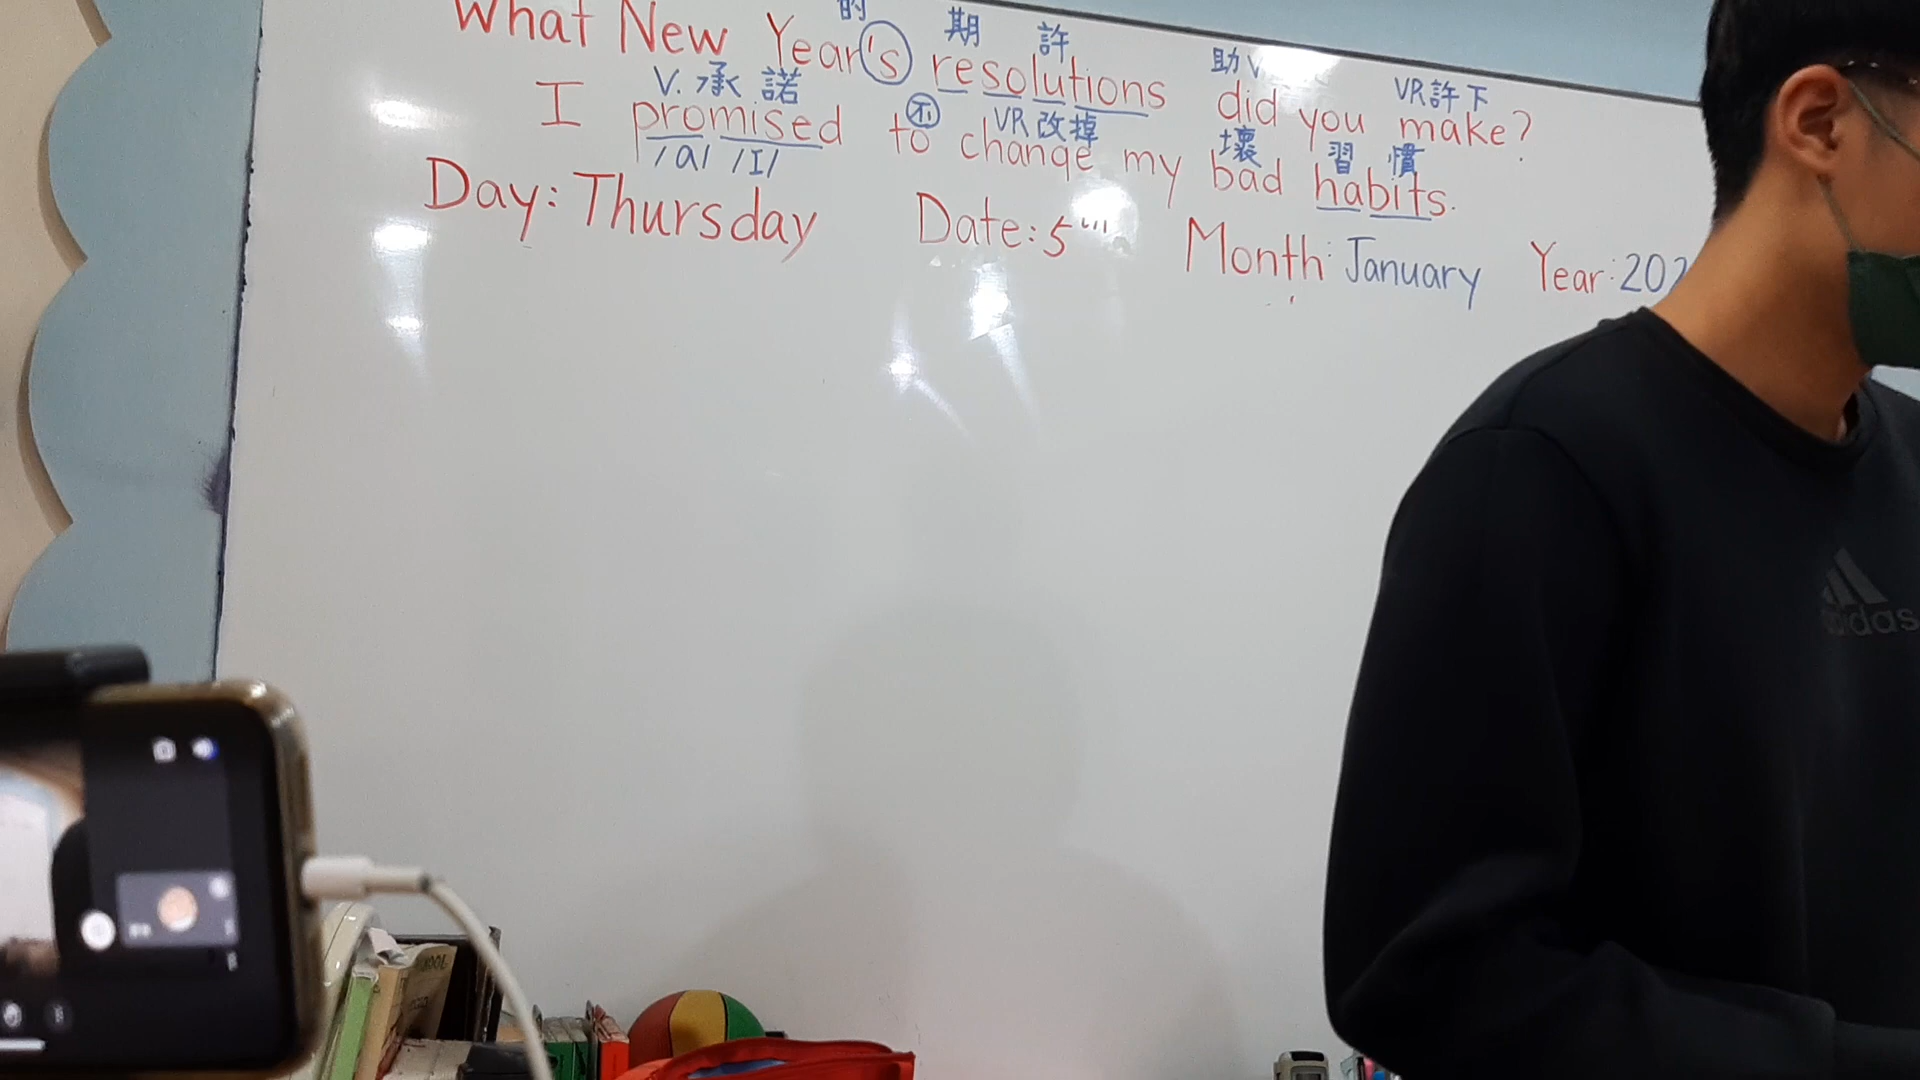 的 期 許 助V VR許下
What New Year's resolutions did you make?
V. 承諾 不 VR改掉 壞 習 慣
I promised to change my bad habits.
/a/ /I/
Day: Thursday Date: 5th Month: January Year: 202
adidas